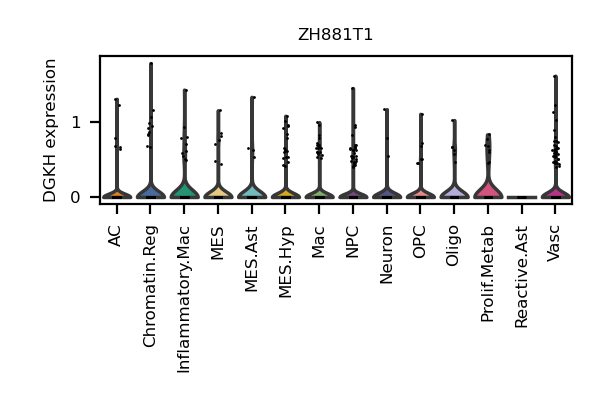 ZH881T1
DGKH expression
1
0
AC
Chromatin.Reg
Inflammatory.Mac
MES
MES.Ast
MES.Hyp
Mac
NPC
Neuron
OPC
Oligo
Prolif.Metab
Reactive.Ast
Vasc